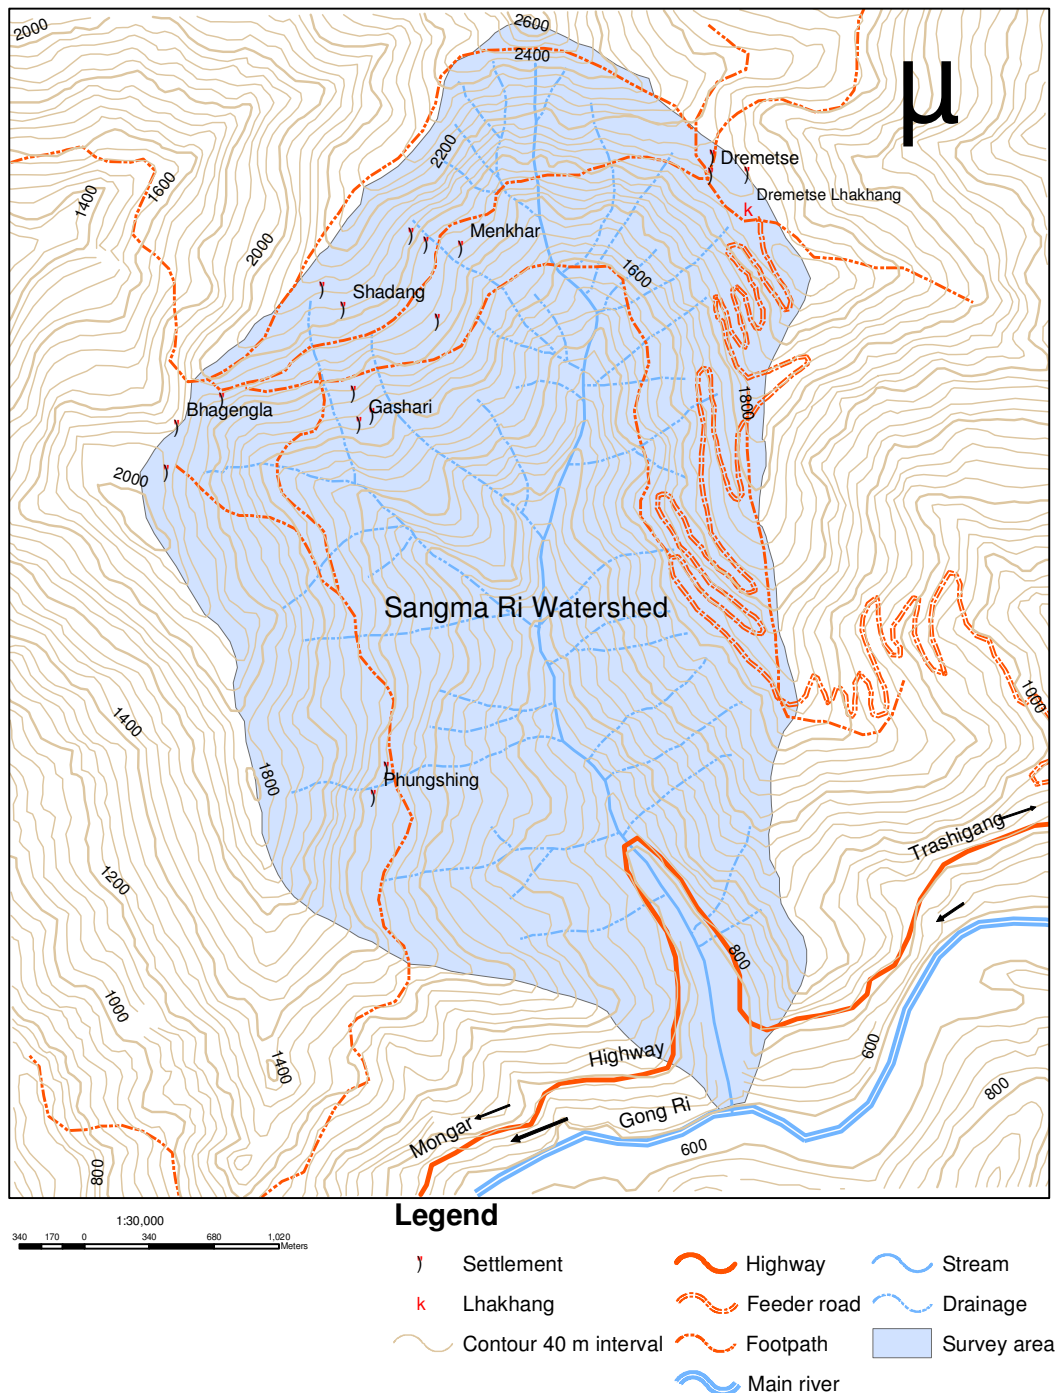 2000
2600
2400
µ
2200
Dremetse
1400
1600
Dremetse Lhakhang
k
2000
Menkhar
1600
Shadang
1800
Bhagengla
Gashari
2000
Sangma Ri Watershed
1400
1000
1800
Phungshing
Trashigang
1200
800
1000
600
1400
Highway
800
Gong Ri
Mongar
600
800
Legend
1:30,000
340 170 0 340 680 1,020
Meters
Settlement
Highway
Stream
k Lhakhang
Feeder road
Drainage
Contour 40 m interval
Footpath
Survey area
Main river